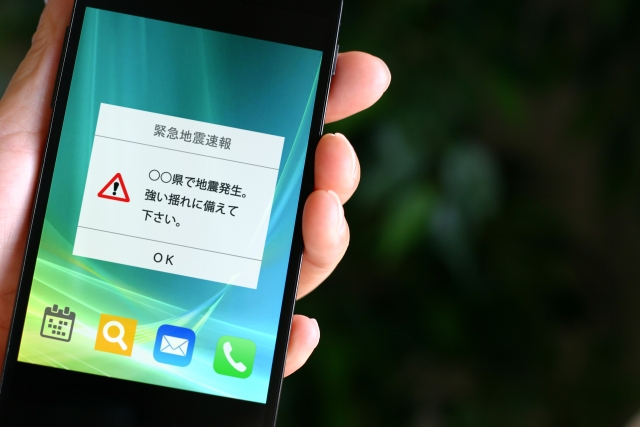 緊急地震速報
○○県で地震発生。
強い揺れに備えて
下さい。
OK